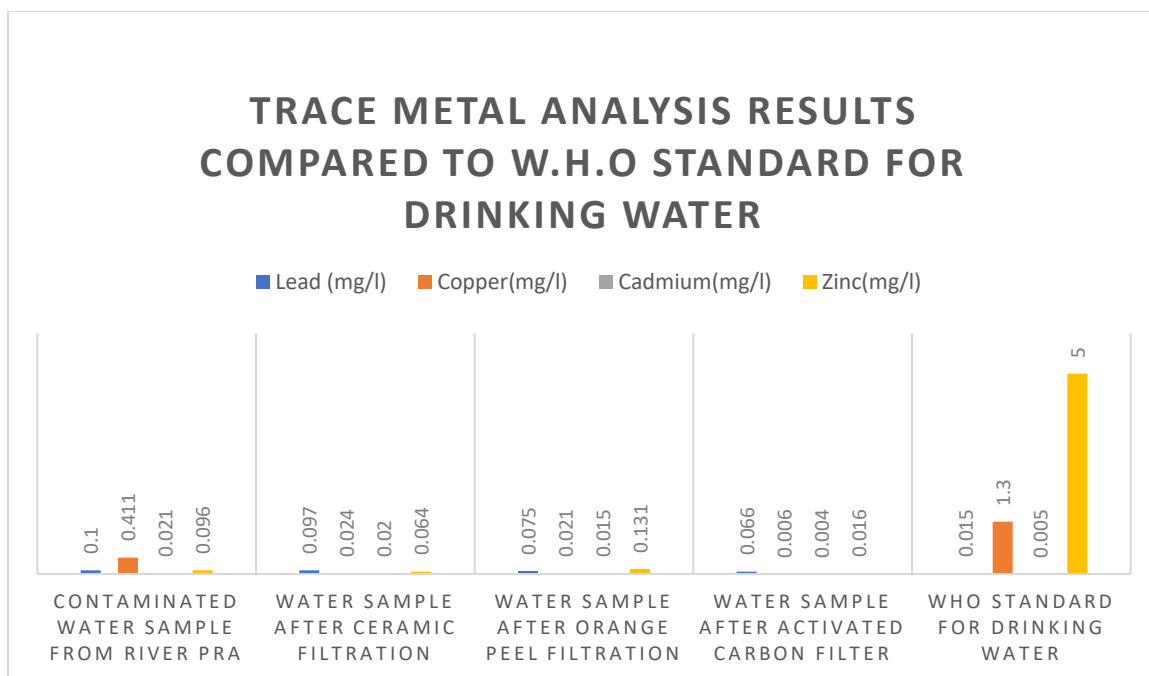 TRACE METAL ANALYSIS RESULTS
COMPARED TO W.H.O STANDARD FOR
DRINKING WATER
Lead (mg/l) Copper(mg/l) Cadmium(mg/l) Zinc(mg/l)
0.1 0.411 0.021 0.096
0.097 0.024 0.02 0.064
0.075 0.021 0.015 0.131
0.066 0.006 0.004 0.016
0.015 1.3 0.005 5
CONTAMINATED
WATER SAMPLE
FROM RIVER PRA
WATER SAMPLE
AFTER CERAMIC
FILTRATION
WATER SAMPLE
AFTER ORANGE
PEEL FILTRATION
WATER SAMPLE
AFTER ACTIVATED
CARBON FILTER
WHO STANDARD
FOR DRINKING
WATER